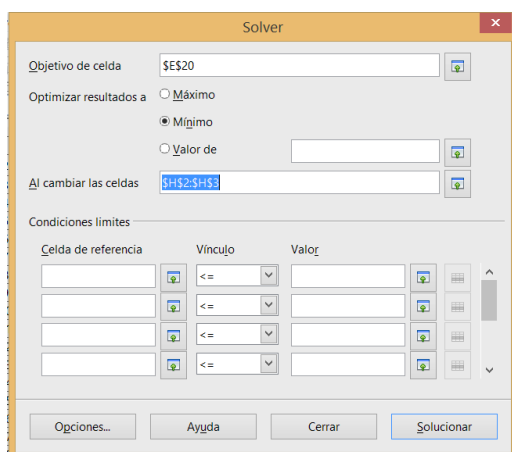 Solver
Objetivo de celda $E$20
Optimizar resultados a Máximo
Mínimo
Valor de
Al cambiar las celdas $H$2:$H$3
Condiciones limites
Celda de referencia Vínculo Valor
<=
<=
<=
<=
Opciones... Ayuda Cerrar Solucionar